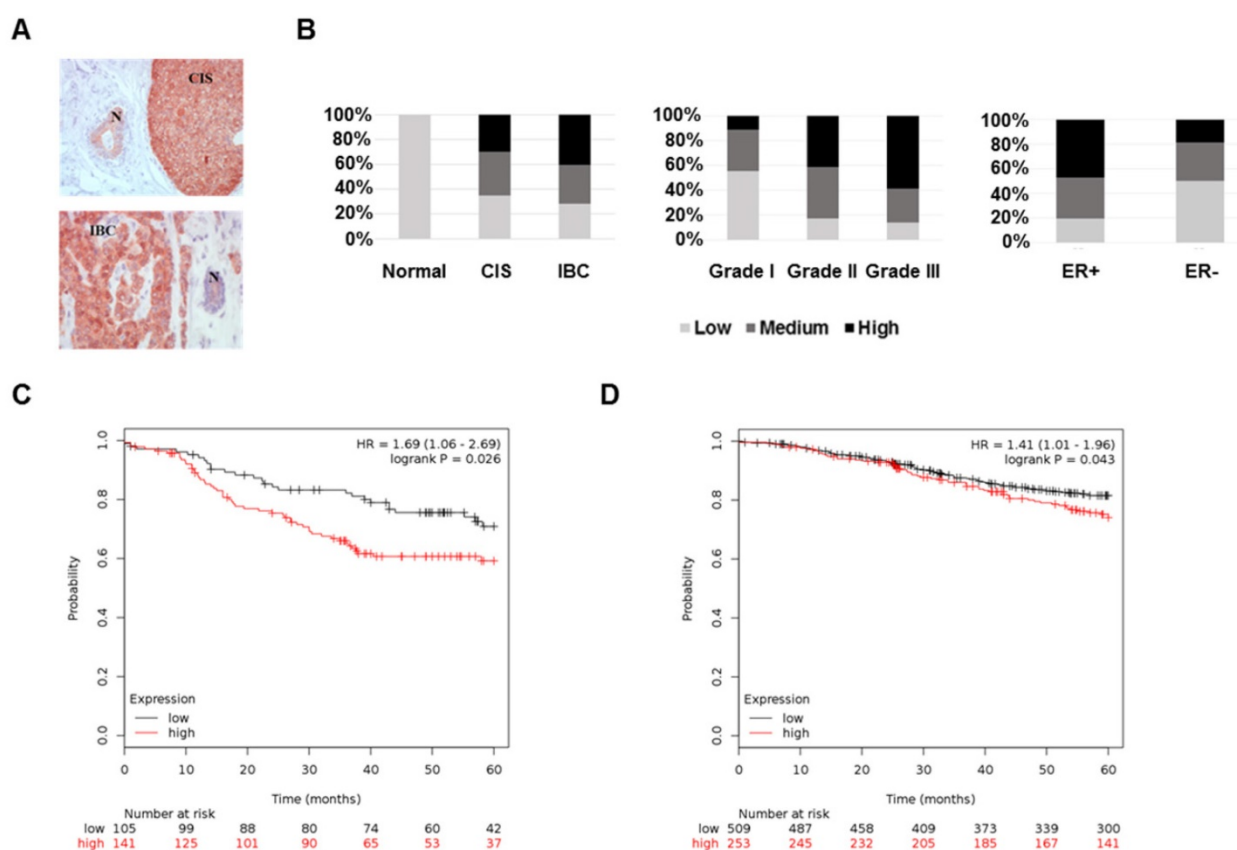 A
B
CIS
N
IBC
N
100%
80%
60%
40%
20%
0%
Normal CIS IBC
100%
80%
60%
40%
20%
0%
Grade I Grade II Grade III
100%
80%
60%
40%
20%
0%
ER+ ER-
Low Medium High
C
D
HR = 1.69 (1.06 - 2.69)
logrank P = 0.026
Probability
1.0
0.8
0.6
0.4
0.2
0.0
Expression
low
high
0 10 20 30 40 50 60
Time (months)
Number at risk
low 105 99 88 80 74 60 42
high 141 125 101 90 65 53 37
HR = 1.41 (1.01 - 1.96)
logrank P = 0.043
Probability
1.0
0.8
0.6
0.4
0.2
0.0
Expression
low
high
0 10 20 30 40 50 60
Time (months)
Number at risk
low 509 487 458 409 373 339 300
high 253 245 232 205 185 167 141